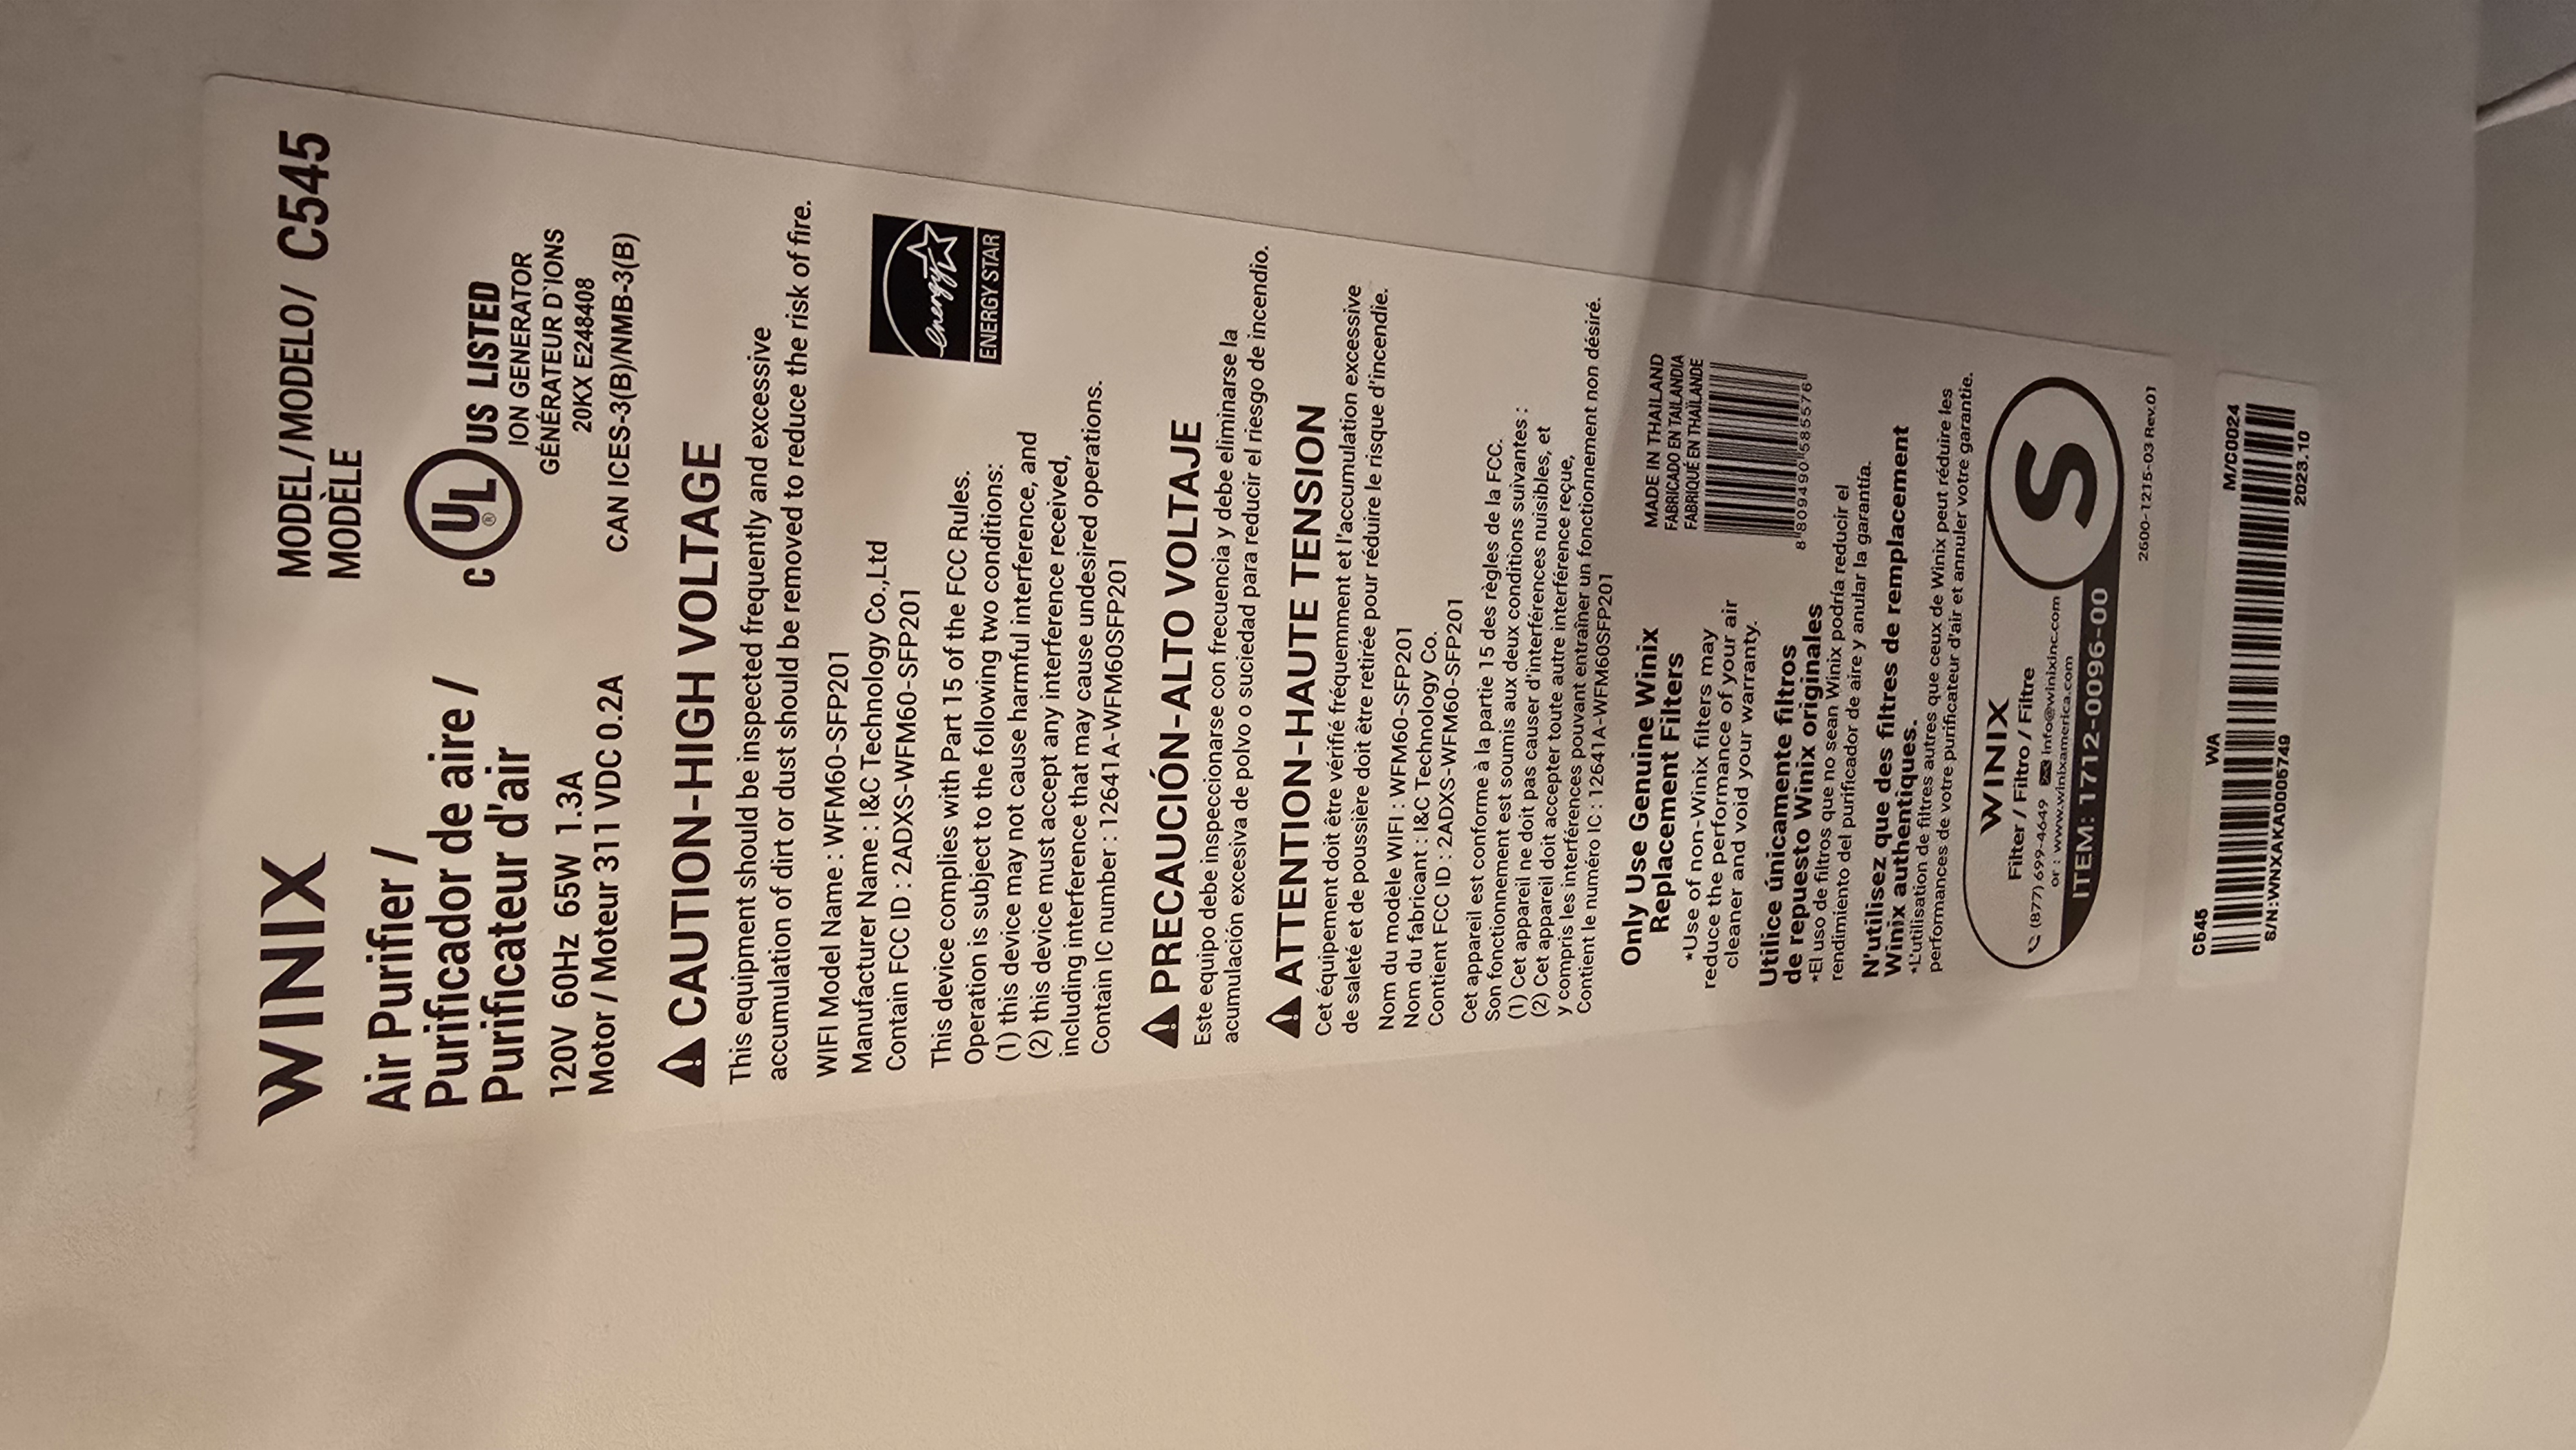 WINIX
MODEL/MODELO/ C545
MODÈLE
Air Purifier /
Purificador de aire /
Purificateur d'air
120V 60Hz 65W 1.3A
Motor / Moteur 311 VDC 0.2A
C UL ® US LISTED
ION GENERATOR
GÉNÉRATEUR D'IONS
20KX E248408
CAN ICES-3(B)/NMB-3(B)
CAUTION-HIGH VOLTAGE
This equipment should be inspected frequently and excessive
accumulation of dirt or dust should be removed to reduce the risk of fire.
WIFI Model Name : WFM60-SFP201
Manufacturer Name : I&C Technology Co.,Ltd
Contain FCC ID : 2ADXS-WFM60-SFP201
energy
ENERGY STAR
This device complies with Part 15 of the FCC Rules.
Operation is subject to the following two conditions:
(1) this device may not cause harmful interference, and
(2) this device must accept any interference received,
including interference that may cause undesired operations.
Contain IC number : 12641A-WFM60SFP201
PRECAUCIÓN-ALTO VOLTAJE
Este equipo debe inspeccionarse con frecuencia y debe eliminarse la
acumulación excesiva de polvo o suciedad para reducir el riesgo de incendio.
ATTENTION-HAUTE TENSION
Cet équipement doit être vérifié fréquemment et l'accumulation excessive
de saleté et de poussière doit être retirée pour réduire le risque d'incendie.
Nom du modèle WIFI : WFM60-SFP201
Nom du fabricant : I&C Technology Co.
Contient FCC ID : 2ADXS-WFM60-SFP201
Cet appareil est conforme à la partie 15 des règles de la FCC.
Son fonctionnement est soumis aux deux conditions suivantes :
(1) Cet appareil ne doit pas causer d'interférences nuisibles, et
(2) Cet appareil doit accepter toute autre interférence reçue,
y compris les interférences pouvant entraîner un fonctionnement non désiré.
Contient le numéro IC : 12641A-WFM60SFP201
Only Use Genuine Winix
Replacement Filters
*Use of non-Winix filters may
reduce the performance of your air
cleaner and void your warranty.
MADE IN THAILAND
FABRICADO EN TAILANDIA
FABRIQUÉ EN THAÏLANDE
8 809490 585576
Utilice únicamente filtros
de repuesto Winix originales
*El uso de filtros que no sean Winix podría reducir el
rendimiento del purificador de aire y anular la garantía.
N'utilisez que des filtres de remplacement
Winix authentiques.
*L'utilisation de filtres autres que ceux de Winix peut réduire les
performances de votre purificateur d'air et annuler votre garantie.
WINIX
Filter / Filtro / Filtre
(877) 699-4649 Info@winixinc.com
or : www.winixamerica.com
ITEM: 1712-0096-00
S
2600-1215-03 Rev.01
C545 WA M/C0024
S/N:WNXAKA0005749 2023.10